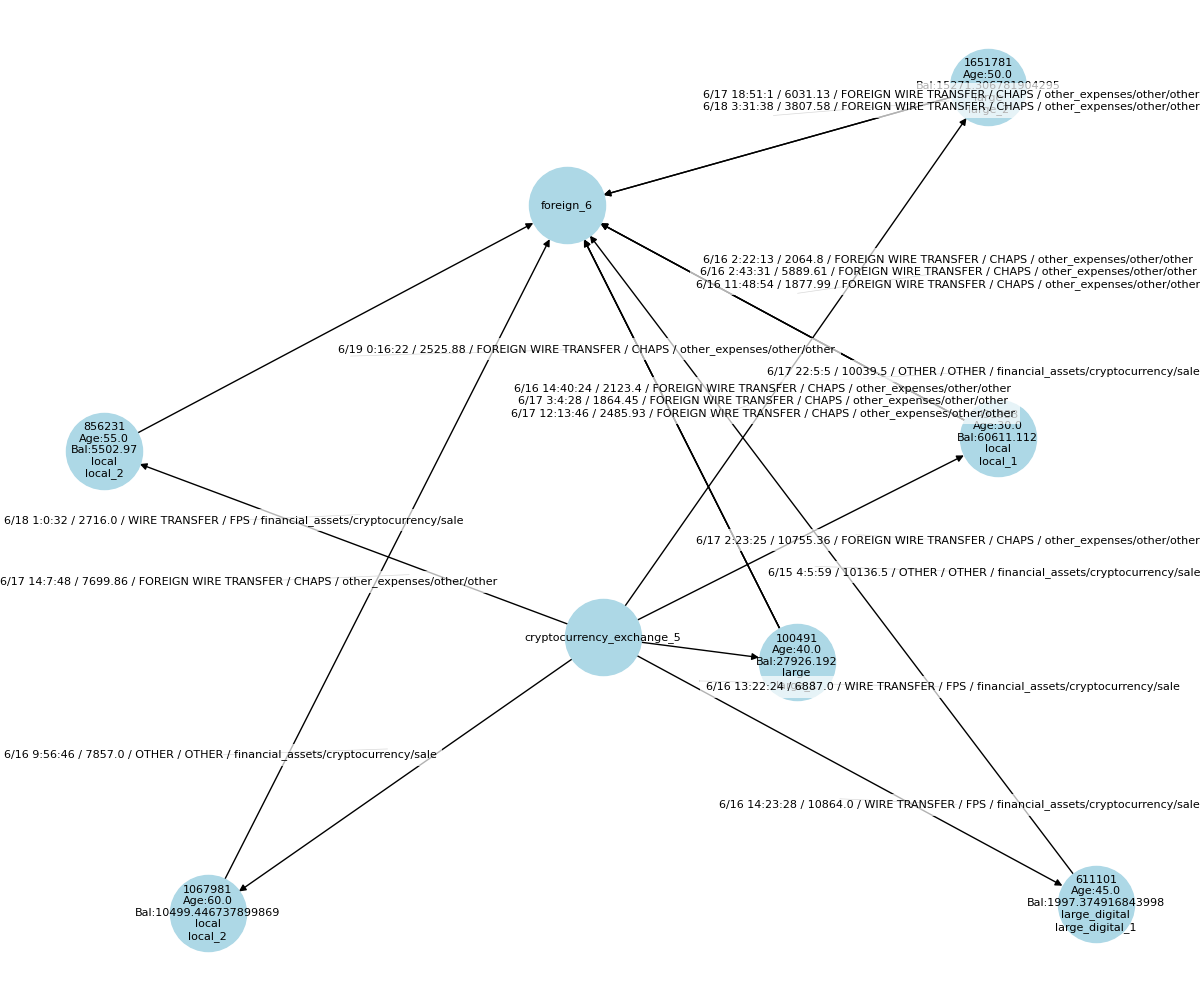 1651781
Age:50.0
Bal:15271.306781904295
6/17 18:51:1 / 6031.13 / FOREIGN WIRE TRANSFER / CHAPS / other_expenses/other/other
6/18 3:31:38 / 3807.58 / FOREIGN WIRE TRANSFER / CHAPS / other_expenses/other/other
foreign_6
6/16 2:22:13 / 2064.8 / FOREIGN WIRE TRANSFER / CHAPS / other_expenses/other/other
6/16 2:43:31 / 5889.61 / FOREIGN WIRE TRANSFER / CHAPS / other_expenses/other/other
6/16 11:48:54 / 1877.99 / FOREIGN WIRE TRANSFER / CHAPS / other_expenses/other/other
6/19 0:16:22 / 2525.88 / FOREIGN WIRE TRANSFER / CHAPS / other_expenses/other/other
6/17 22:5:5 / 10039.5 / OTHER / OTHER / financial_assets/cryptocurrency/sale
6/16 14:40:24 / 2123.4 / FOREIGN WIRE TRANSFER / CHAPS / other_expenses/other/other
6/17 3:4:28 / 1864.45 / FOREIGN WIRE TRANSFER / CHAPS / other_expenses/other/other
6/17 12:13:46 / 2485.93 / FOREIGN WIRE TRANSFER / CHAPS / other_expenses/other/other
Age:30.0
Bal:60611.112
local
local_1
856231
Age:55.0
Bal:5502.97
local
local_2
6/18 1:0:32 / 2716.0 / WIRE TRANSFER / FPS / financial_assets/cryptocurrency/sale
6/17 2:23:25 / 10755.36 / FOREIGN WIRE TRANSFER / CHAPS / other_expenses/other/other
6/15 4:5:59 / 10136.5 / OTHER / OTHER / financial_assets/cryptocurrency/sale
6/17 14:7:48 / 7699.86 / FOREIGN WIRE TRANSFER / CHAPS / other_expenses/other/other
cryptocurrency_exchange_5
100491
Age:40.0
Bal:27926.192
large
6/16 13:22:24 / 6887.0 / WIRE TRANSFER / FPS / financial_assets/cryptocurrency/sale
6/16 9:56:46 / 7857.0 / OTHER / OTHER / financial_assets/cryptocurrency/sale
6/16 14:23:28 / 10864.0 / WIRE TRANSFER / FPS / financial_assets/cryptocurrency/sale
1067981
Age:60.0
Bal:10499.446737899869
local
local_2
611101
Age:45.0
Bal:1997.374916843998
large_digital
large_digital_1